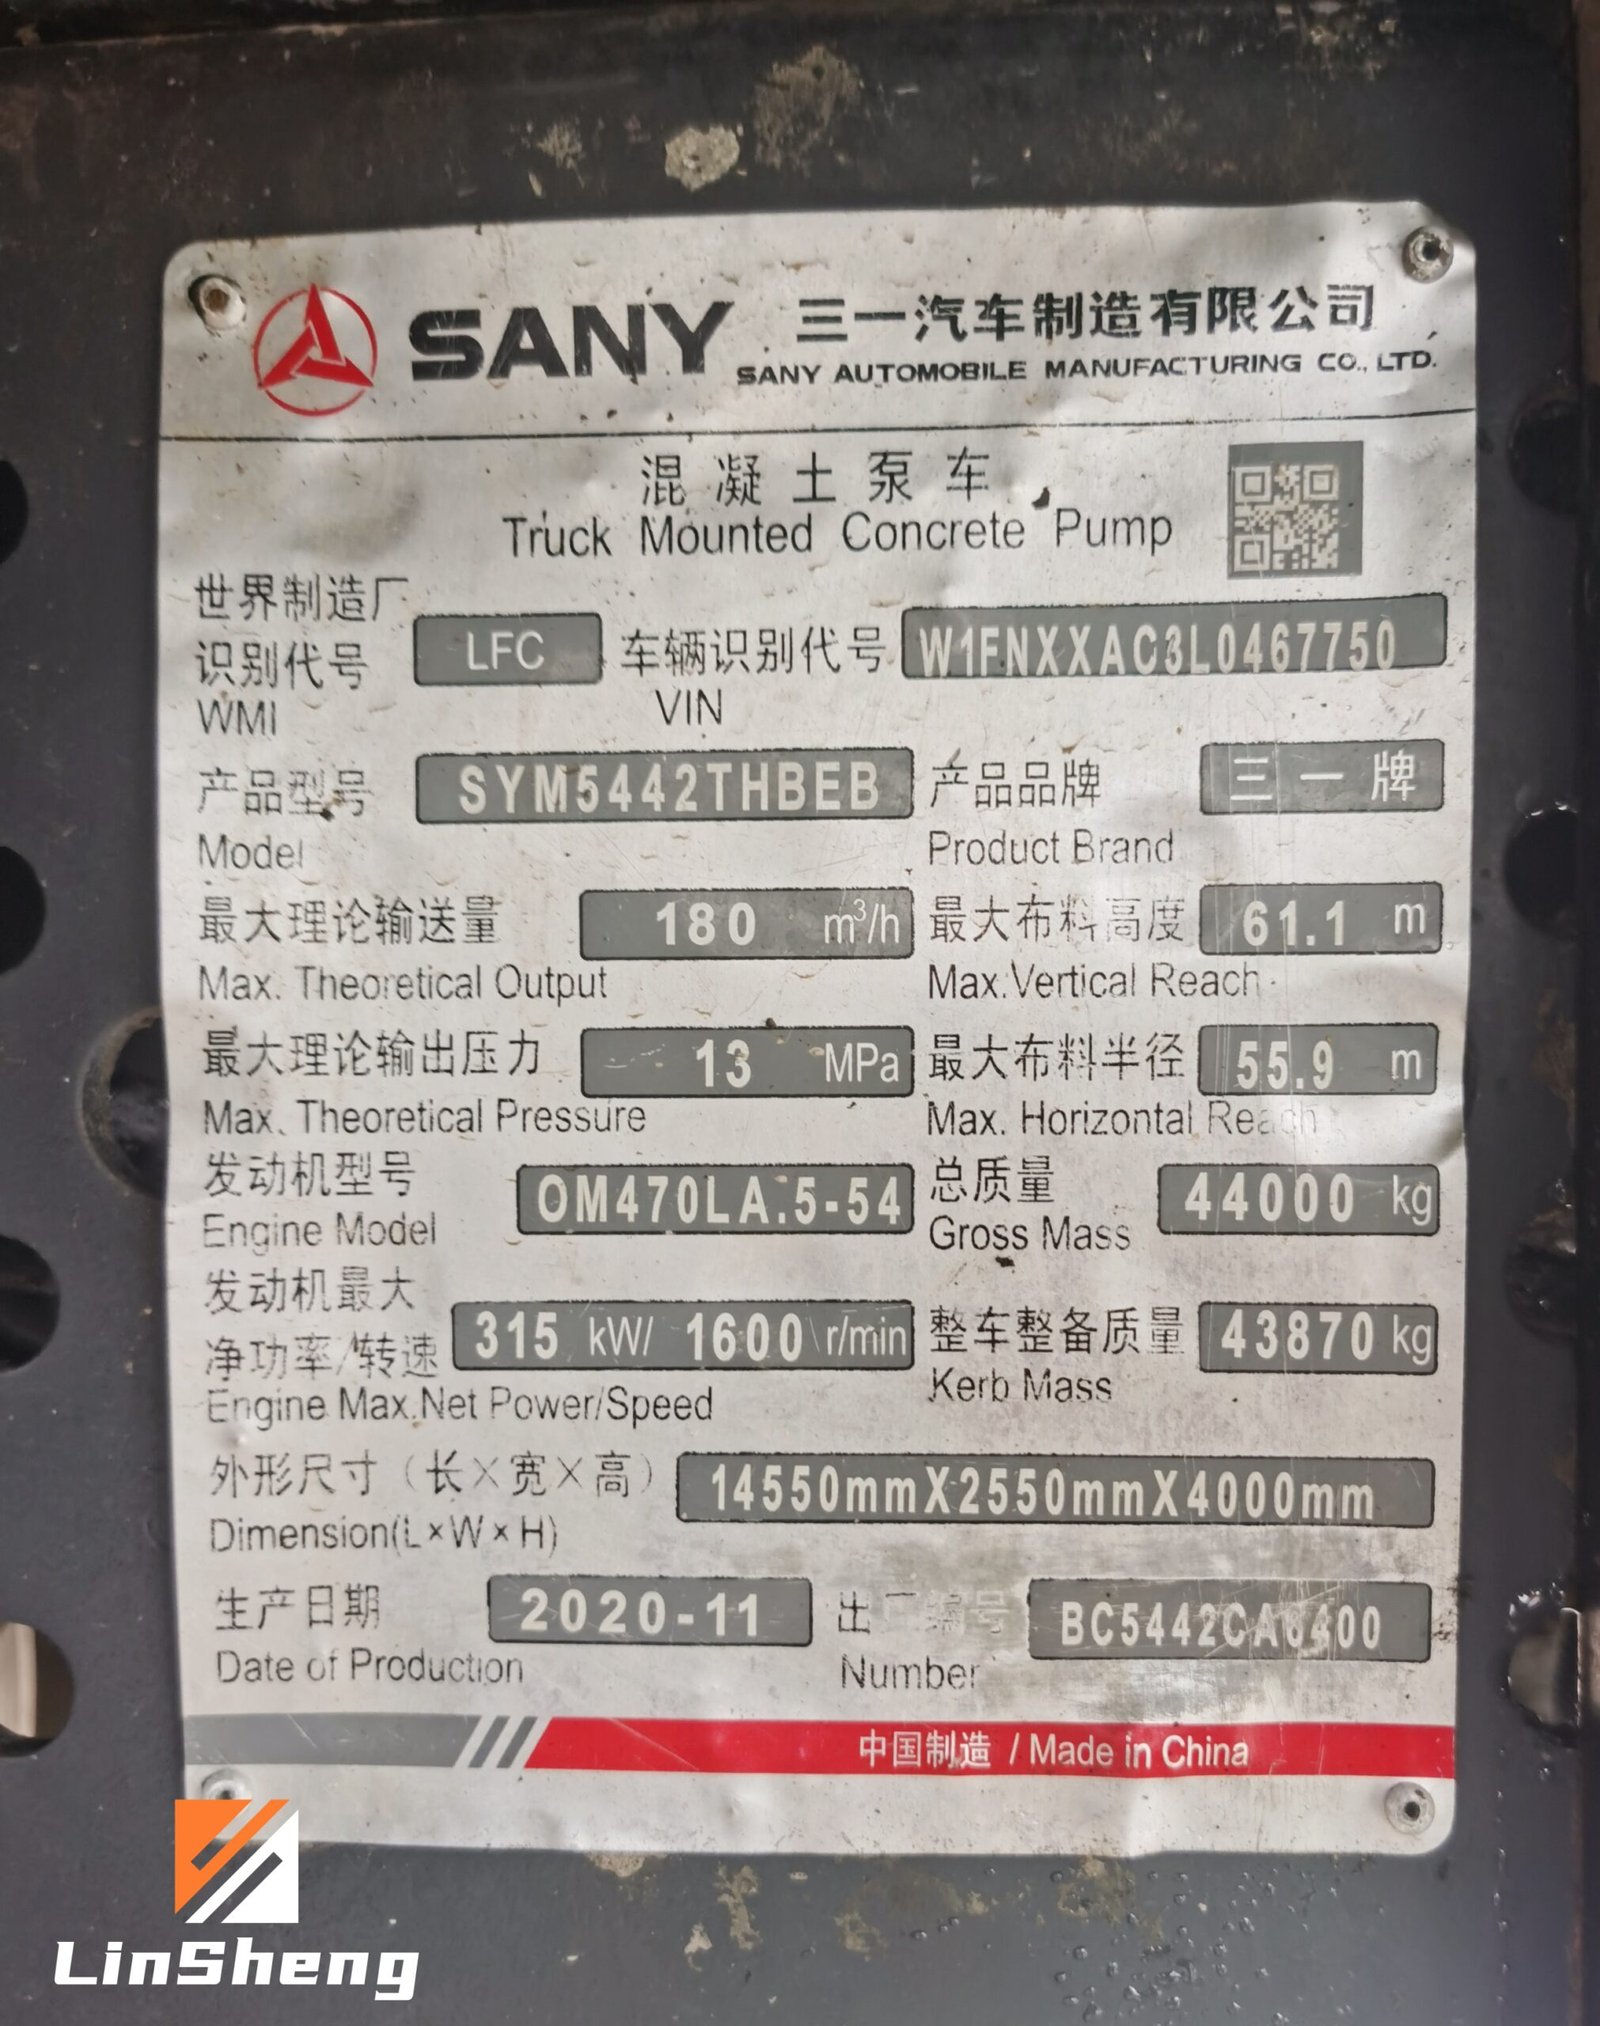 SANY 三一汽车制造有限公司
SANY AUTOMOBILE MANUFACTURING CO., LTD.
混凝土泵车
Truck Mounted Concrete Pump
世界制造厂
识别代号 LFC 车辆识别代号 W1FNXXAC3L0467750
WMI VIN
产品型号 SYM5442THBEB 产品品牌 三一牌
Model Product Brand
最大理论输送量 180 m³/h 最大布料高度 61.1 m
Max. Theoretical Output Max.Vertical Reach
最大理论输出压力 13 MPa 最大布料半径 55.9 m
Max. Theoretical Pressure Max. Horizontal Reach
发动机型号 OM470LA.5-54 总质量 44000 kg
Engine Model Gross Mass
发动机最大
净功率/转速 315 kW/ 1600 r/min 整车整备质量 43870 kg
Engine Max.Net Power/Speed Kerb Mass
外形尺寸（长×宽×高） 14550mmX2550mmX4000mm
Dimension(L×W×H)
生产日期 2020-11 出厂编号 BC5442CA0400
Date of Production Number
中国制造 / Made in China
LinSheng